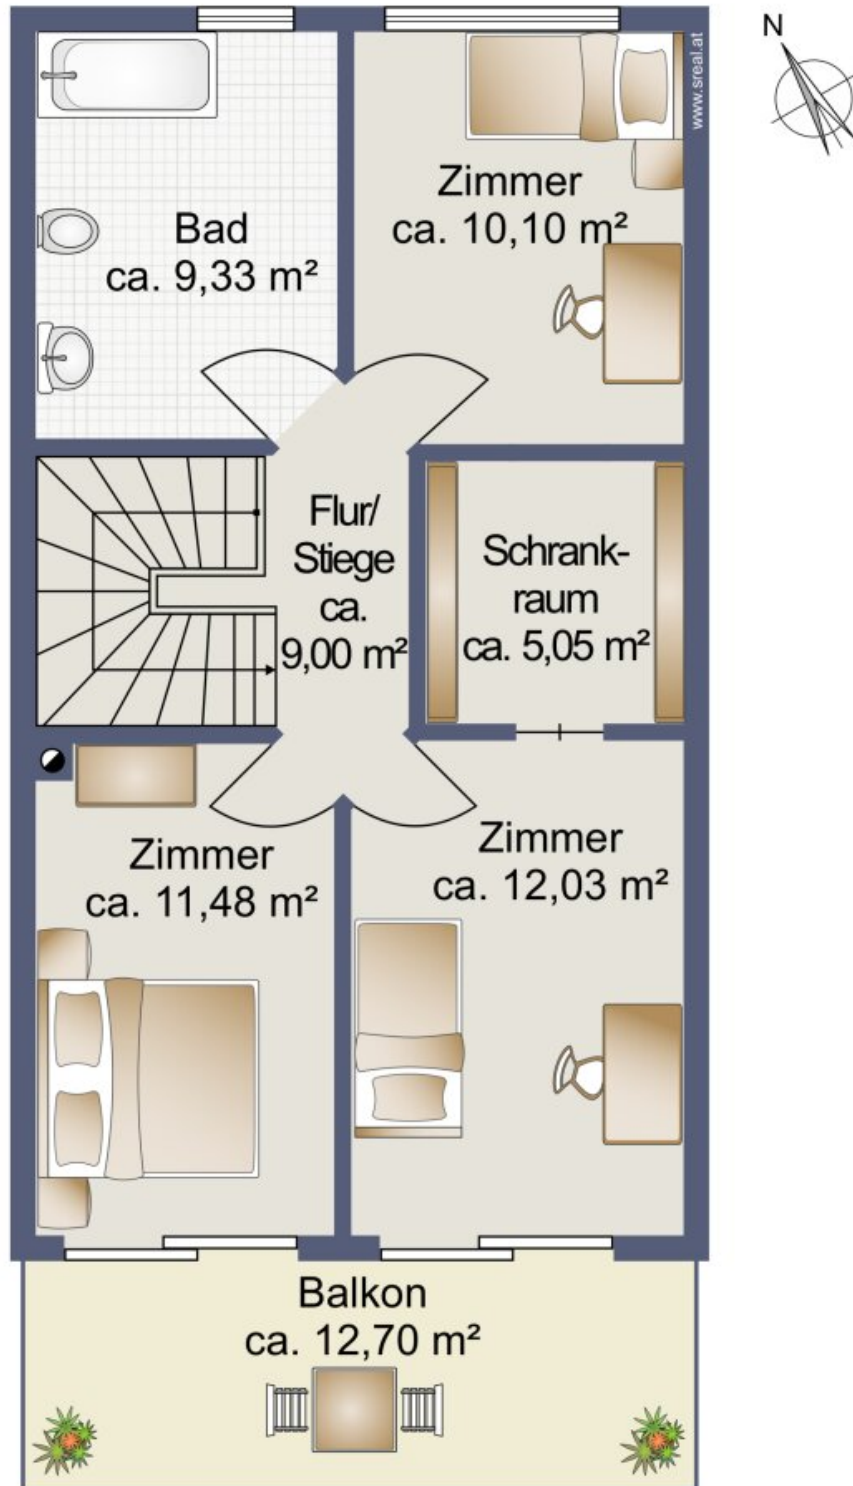 N
www.sreal.at
Zimmer
ca. 10,10 m²
Bad
ca. 9,33 m²
Flur/
Stiege
ca.
9,00 m²
Schrank-
raum
ca. 5,05 m²
Zimmer
ca. 11,48 m²
Zimmer
ca. 12,03 m²
Balkon
ca. 12,70 m²